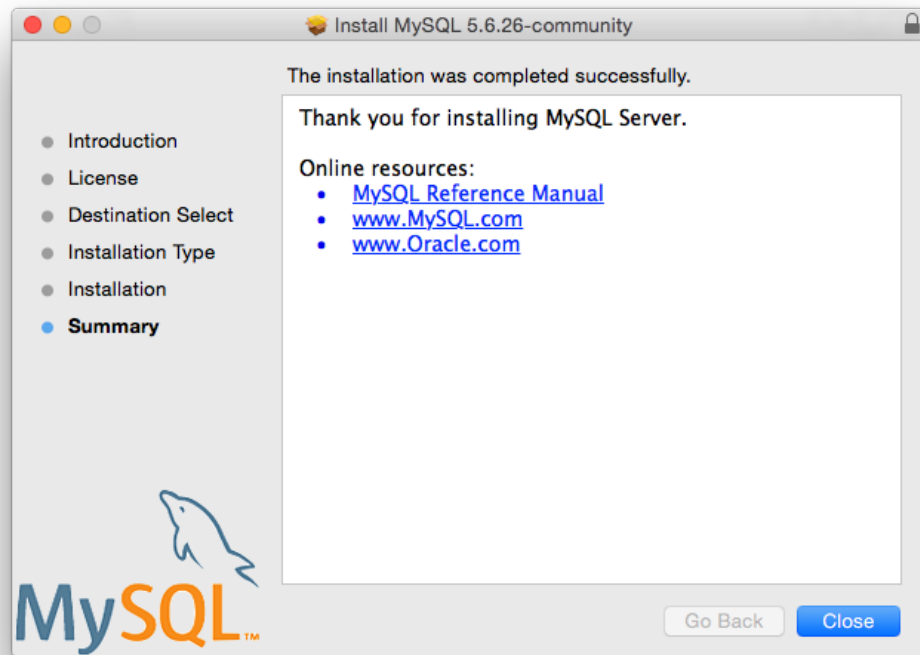 Install MySQL 5.6.26-community
The installation was completed successfully.
Introduction
License
Destination Select
Installation Type
Installation
Summary
Thank you for installing MySQL Server.
Online resources:
• MySQL Reference Manual
• www.MySQL.com
• www.Oracle.com
MySQL™
Go Back
Close